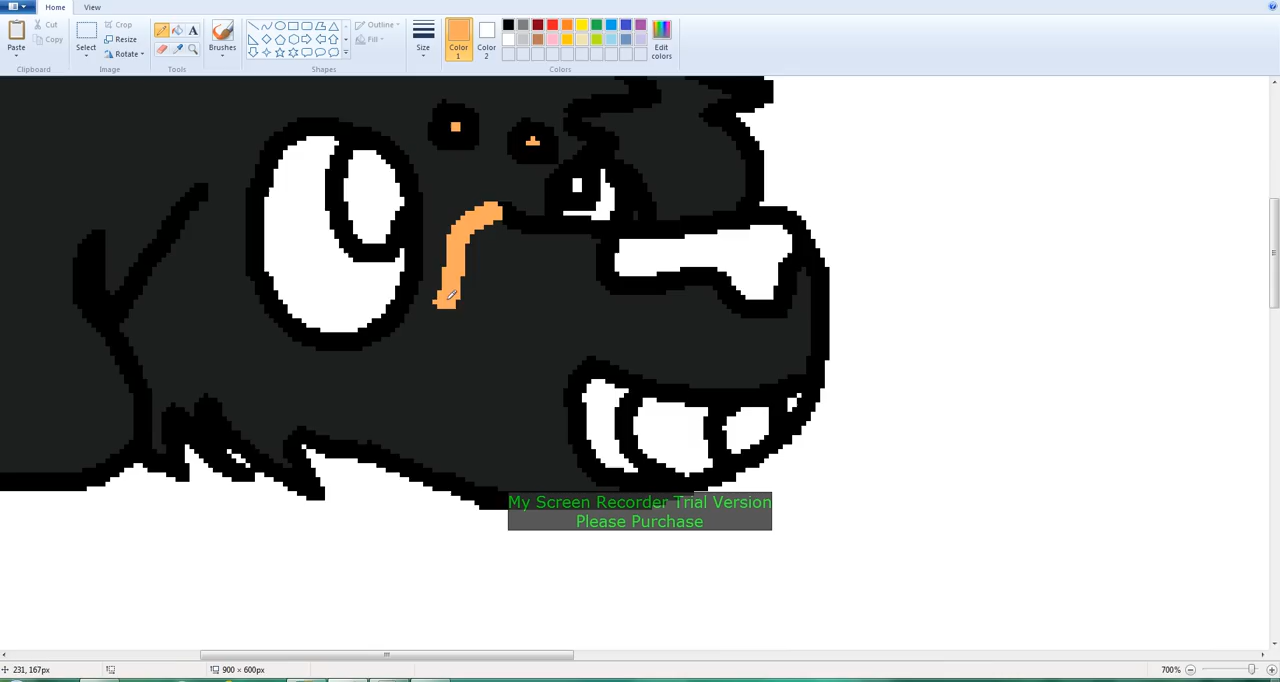 Home
View
Paste
Cut
Copy
Clipboard
Select
Crop
Resize
Rotate
Image
A
Tools
Brushes
Outline
Fill
Shapes
Size
Color
1
Color
2
Edit
colors
Colors
My Screen Recorder Trial Version
Please Purchase
231, 167px
900 × 600px
700%